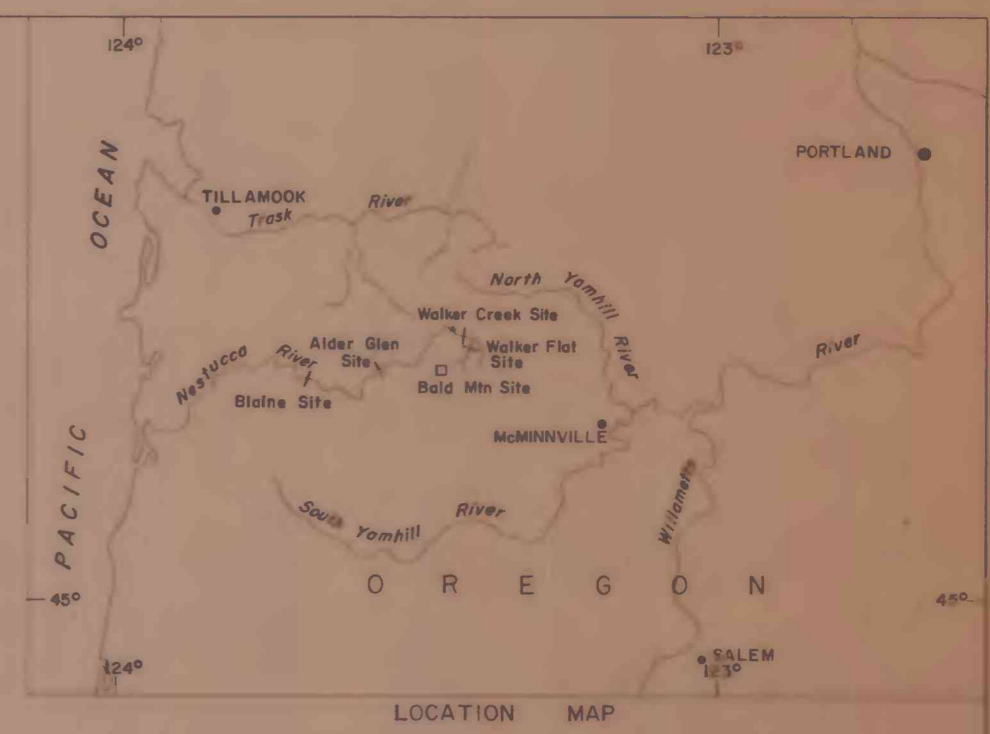 124°
123°
PORTLAND
OCEAN
TILLAMOOK
Trask River
North Yamhill River
Walker Creek Site
Alder Glen
Site
Walker Flat
Site
Nestucca River
River
Bald Mtn Site
Blaine Site
McMINNVILLE
PACIFIC
South Yamhill River
Willamette
OREGON
45°
45°
124°
SALEM
123°
LOCATION MAP